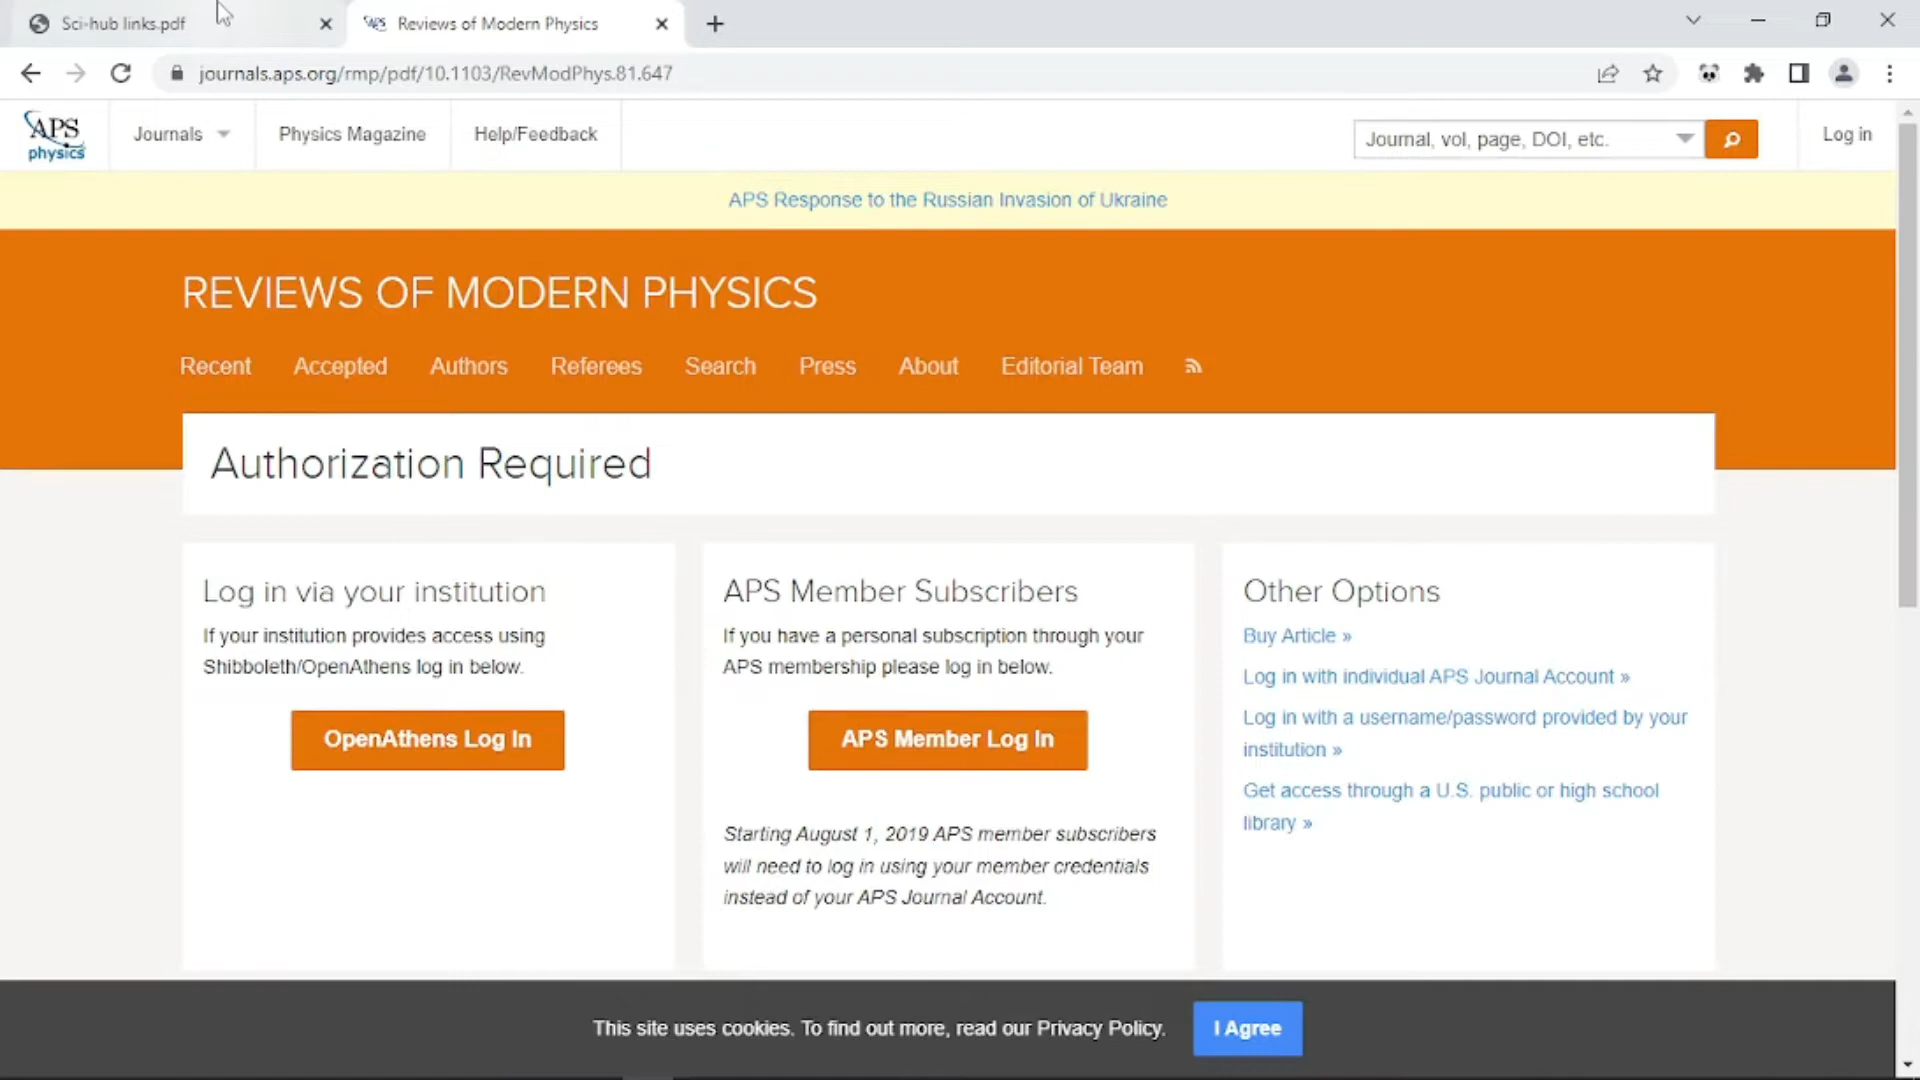 Sci-hub links.pdf
APS Reviews of Modern Physics
journals.aps.org/rmp/pdf/10.1103/RevModPhys.81.647
APS
physics
Journals
Physics Magazine
Help/Feedback
Journal, vol, page, DOI, etc.
Log in
APS Response to the Russian Invasion of Ukraine
REVIEWS OF MODERN PHYSICS
Recent Accepted Authors Referees Search Press About Editorial Team
Authorization Required
Log in via your institution
If your institution provides access using
Shibboleth/OpenAthens log in below.
OpenAthens Log In
APS Member Subscribers
If you have a personal subscription through your
APS membership please log in below.
APS Member Log In
Starting August 1, 2019 APS member subscribers
will need to log in using your member credentials
instead of your APS Journal Account.
Other Options
Buy Article »
Log in with individual APS Journal Account »
Log in with a username/password provided by your
institution »
Get access through a U.S. public or high school
library »
This site uses cookies. To find out more, read our Privacy Policy.
I Agree